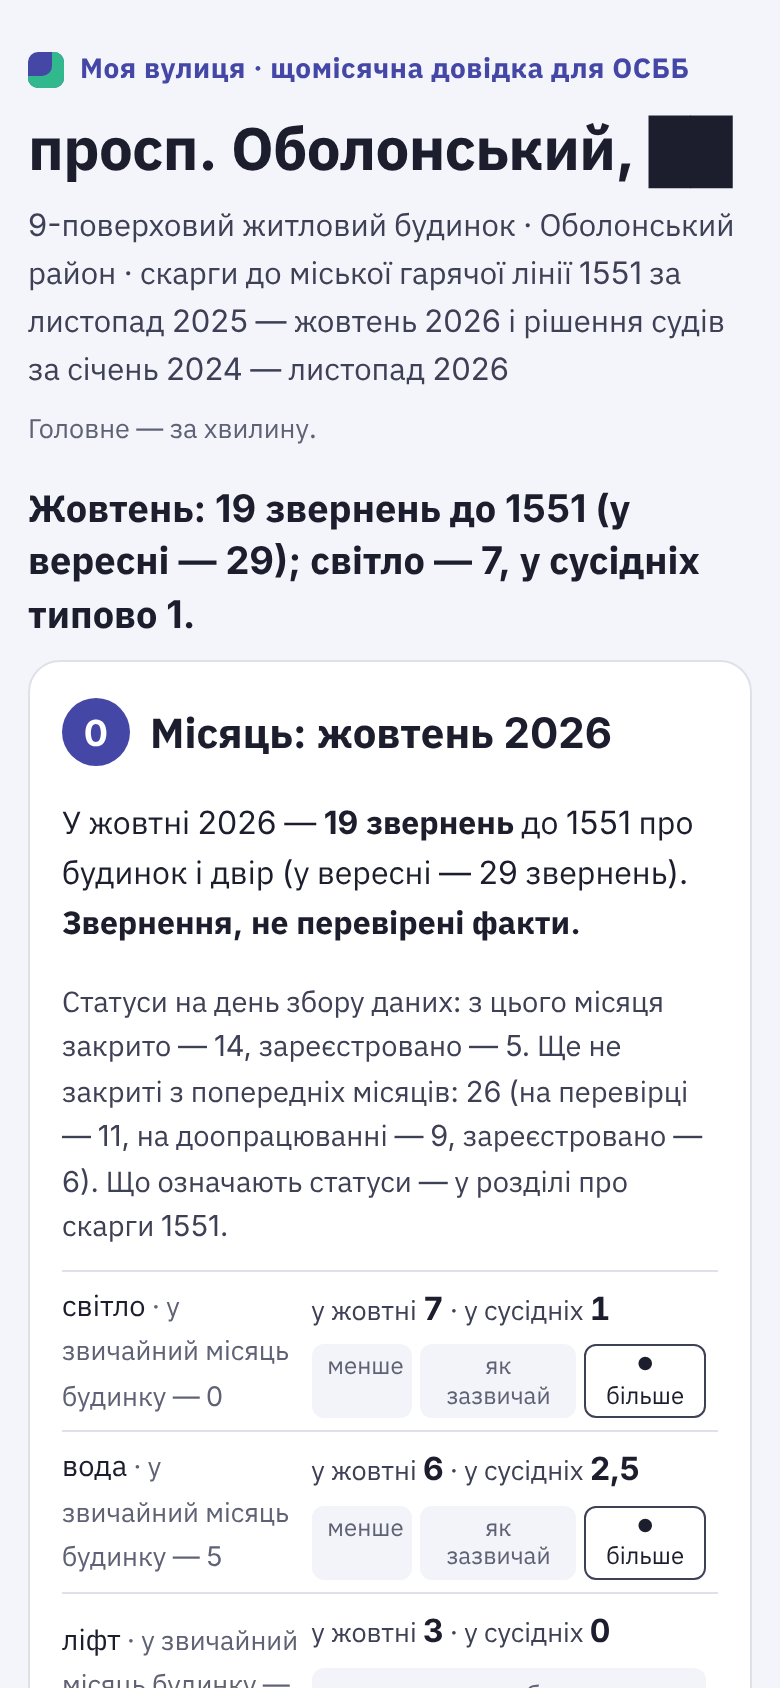 Моя вулиця · щомісячна довідка для ОСББ
просп. Оболонський,
9-поверховий житловий будинок · Оболонський
район · скарги до міської гарячої лінії 1551 за
листопад 2025 — жовтень 2026 і рішення судів
за січень 2024 — листопад 2026
Головне — за хвилину.
Жовтень: 19 звернень до 1551 (у
вересні — 29); світло — 7, у сусідніх
типово 1.
0 Місяць: жовтень 2026
У жовтні 2026 — 19 звернень до 1551 про
будинок і двір (у вересні — 29 звернень).
Звернення, не перевірені факти.
Статуси на день збору даних: з цього місяця
закрито — 14, зареєстровано — 5. Ще не
закриті з попередніх місяців: 26 (на перевірці
— 11, на доопрацюванні — 9, зареєстровано —
6). Що означають статуси — у розділі про
скарги 1551.
світло · у
звичайний місяць
будинку — 0
у жовтні 7 · у сусідніх 1
менше
як
зазвичай
більше
вода · у
звичайний місяць
будинку — 5
у жовтні 6 · у сусідніх 2,5
менше
як
зазвичай
більше
ліфт · у звичайний
місяць будинку —
у жовтні 3 · у сусідніх 0